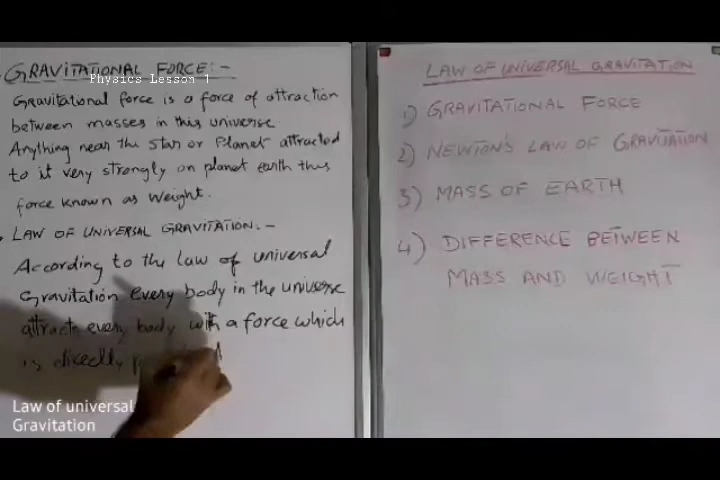 GRAVITATIONAL FORCE:-
Physics Lesson 1
Gravitational force is a force of attraction
between masses in this universe.
Anything near the star or Planet attracted
to it very strongly on planet earth this
force known as weight.
LAW OF UNIVERSAL GRAVITATION.-
According to the law of universal
Gravitation every body in the universe
attracts every body with a force which
is directly
Law of universal
Gravitation
LAW OF UNIVERSAL GRAVITATION
1) GRAVITATIONAL FORCE
2) NEWTON'S LAW OF GRAVITATION
3) MASS OF EARTH
4) DIFFERENCE BETWEEN
MASS AND WEIGHT